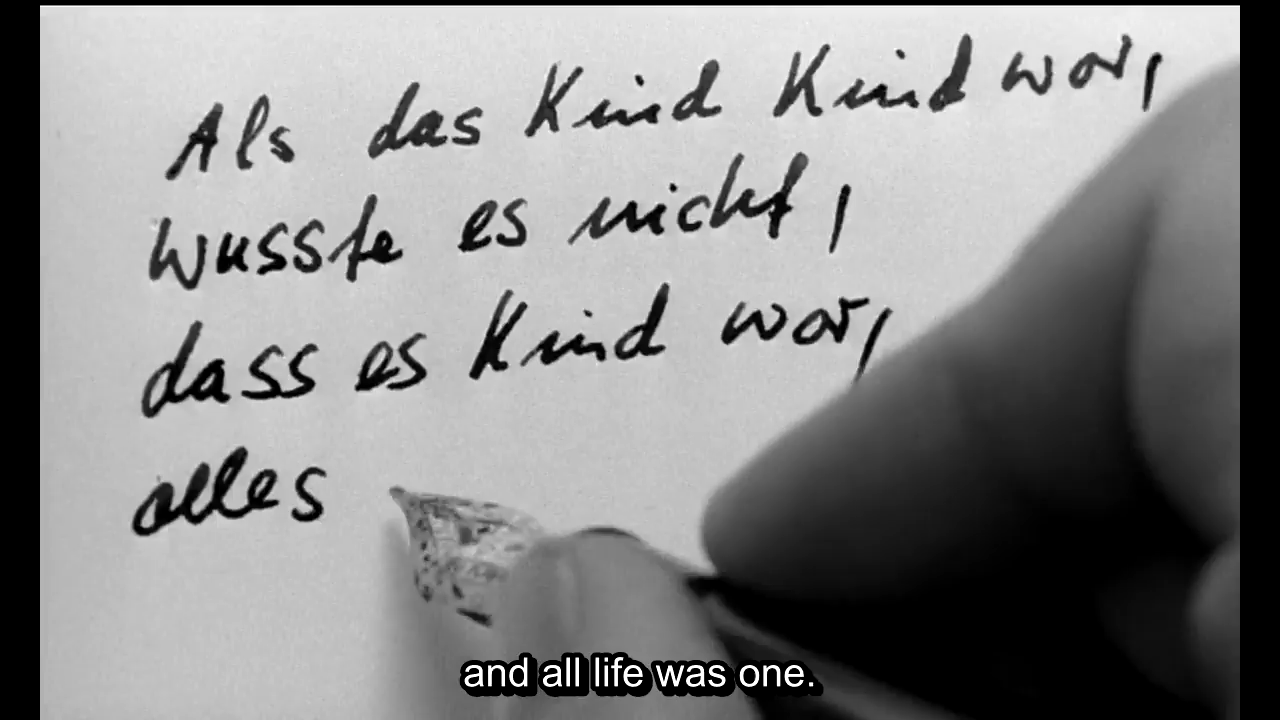 Als das Kind Kind war,
wusste es nicht,
dass es Kind war,
alles
and all life was one.